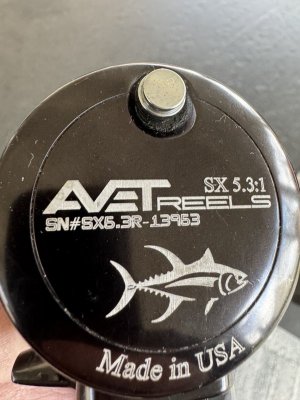 SX 5.3:1
AVET REELS
SN#SX5.3R-13953
Made in USA